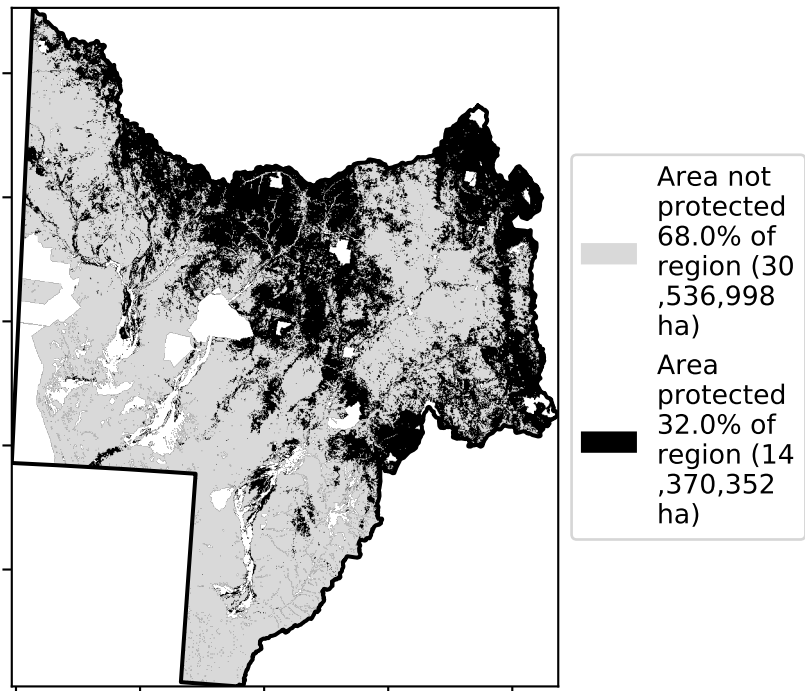 Area not
protected
68.0% of
region (30
,536,998
ha)
Area
protected
32.0% of
region (14
,370,352
ha)